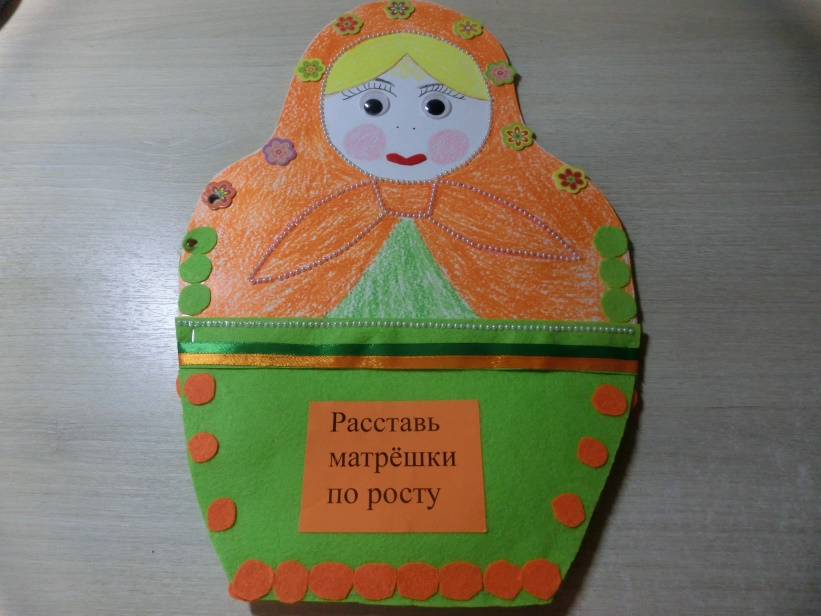 Расставь
матрёшки
по росту